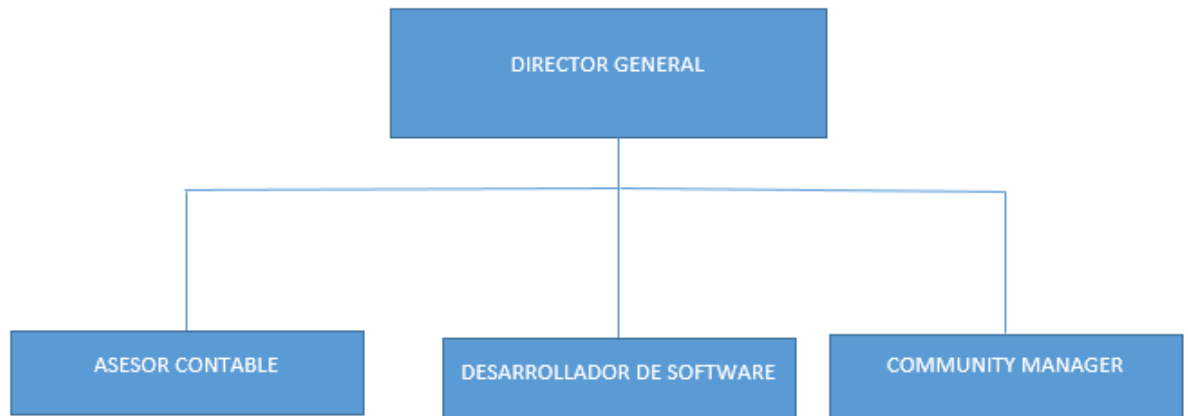 DIRECTOR GENERAL
ASESOR CONTABLE
DESARROLLADOR DE SOFTWARE
COMMUNITY MANAGER